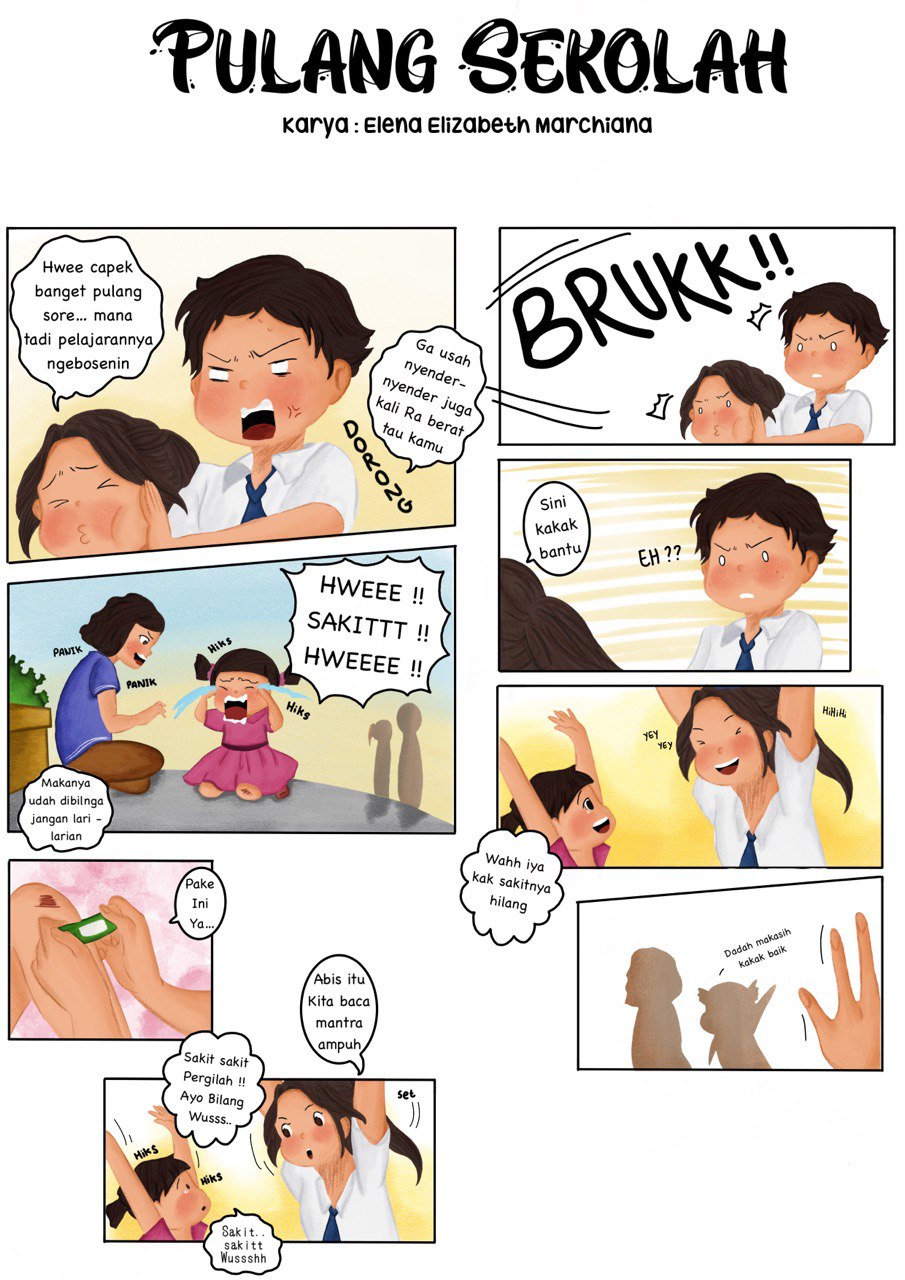 PULANG SEKOLAH
Karya : Elena Elizabeth Marchiana
Hwee capek
banget pulang
sore... mana
tadi pelajarannya
ngebosenin
Ga usah
nyender-
nyender juga
kali Ra berat
tau kamu
DORONG
BRUKK!!
HWEEE !!
SAKITTT !!
HWEEEE !!
PANIK
PANIK
Hiks
Hiks
Makanya
udah dibilnga
jangan lari -
larian
Sini
kakak
bantu
EH ??
Pake
Ini
Ya...
Abis itu
Kita baca
mantra
ampuh
Sakit sakit
Pergilah !!
Ayo Bilang
Wusss..
set
Hiks
Hiks
Sakit..
sakitt
Wussshh
YEY
YEY
HiHiHi
Wahh iya
kak sakitnya
hilang
Dadah makasih
kakak baik